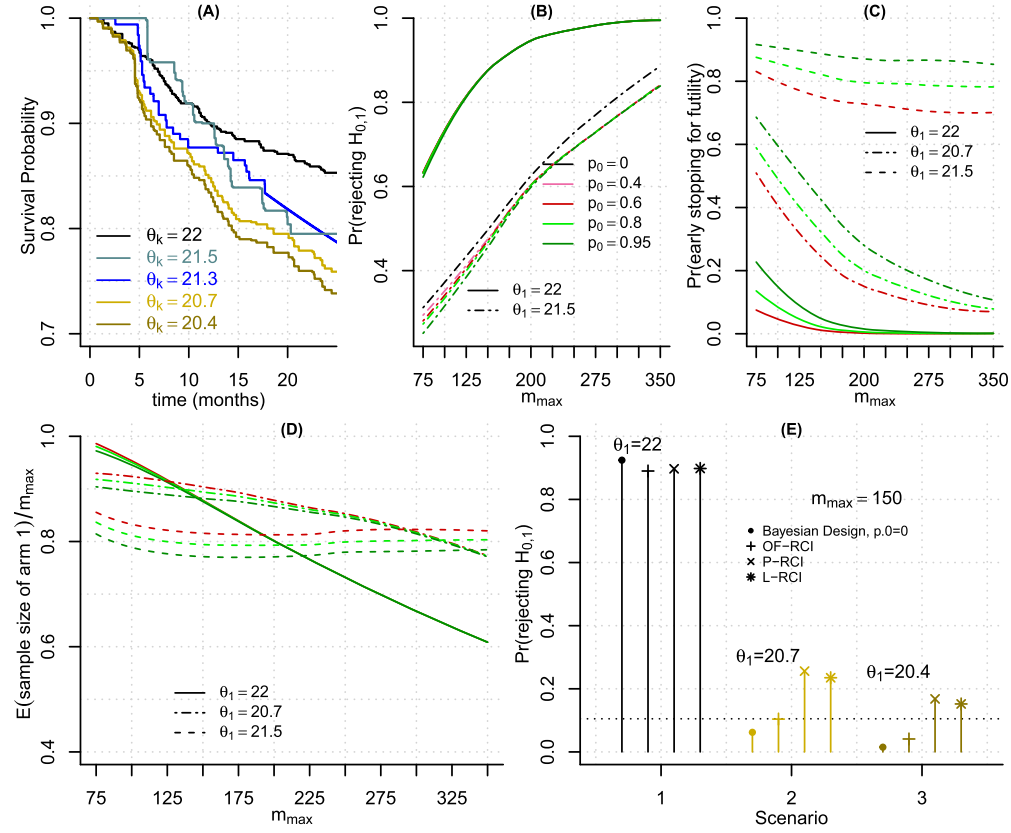 (A)
Survival Probability
1.0
0.9
0.8
0.7
θk = 22
θk = 21.5
θk = 21.3
θk = 20.7
θk = 20.4
0 5 10 15 20
time (months)
(B)
Pr(rejecting H0,1)
1.0
0.8
0.6
0.4
p0 = 0
p0 = 0.4
p0 = 0.6
p0 = 0.8
p0 = 0.95
θ1 = 22
θ1 = 21.5
75 125 200 275 350
mmax
(C)
Pr(early stopping for futility)
1.0
0.8
0.6
0.4
0.2
0.0
θ1 = 22
θ1 = 20.7
θ1 = 21.5
75 125 200 275 350
mmax
(D)
E(sample size of arm 1)/mmax
1.0
0.8
0.6
0.4
θ1 = 22
θ1 = 20.7
θ1 = 21.5
75 125 175 225 275 325
mmax
(E)
Pr(rejecting H0,1)
1.0
0.8
0.6
0.4
0.2
0.0
θ1=22
mmax = 150
Bayesian Design, p.0=0
OF−RCI
P−RCI
L−RCI
θ1=20.7
θ1=20.4
1 2 3
Scenario